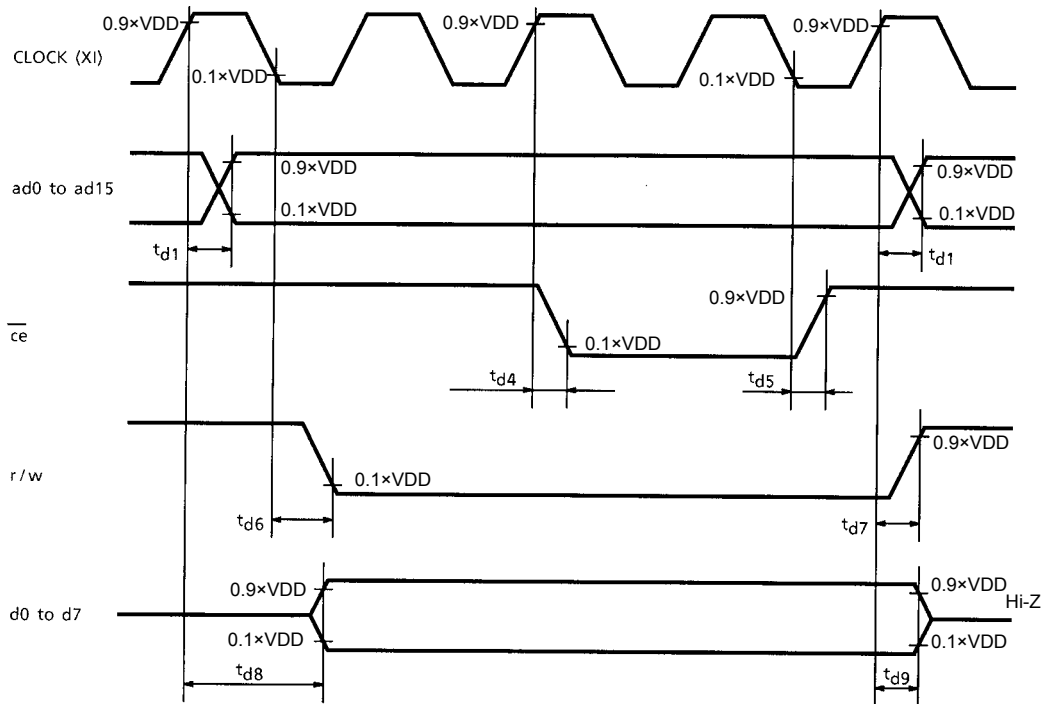 0.9×VDD 0.9×VDD 0.9×VDD
CLOCK (XI)
0.1×VDD 0.1×VDD
0.9×VDD 0.9×VDD
ad0 to ad15
0.1×VDD 0.1×VDD
td1 td1
0.9×VDD
ce
0.1×VDD
td4 td5
0.9×VDD
r/w
0.1×VDD
td6 td7
0.9×VDD 0.9×VDD
Hi-Z
d0 to d7
0.1×VDD 0.1×VDD
td8 td9